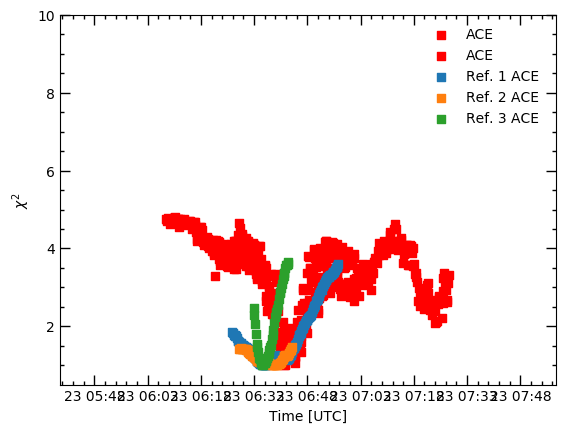 10
8
6
4
2
χ²
ACE
ACE
Ref. 1 ACE
Ref. 2 ACE
Ref. 3 ACE
23 05:48 23 06:03 23 06:18 23 06:33 23 06:48 23 07:03 23 07:18 23 07:33 23 07:48
Time [UTC]